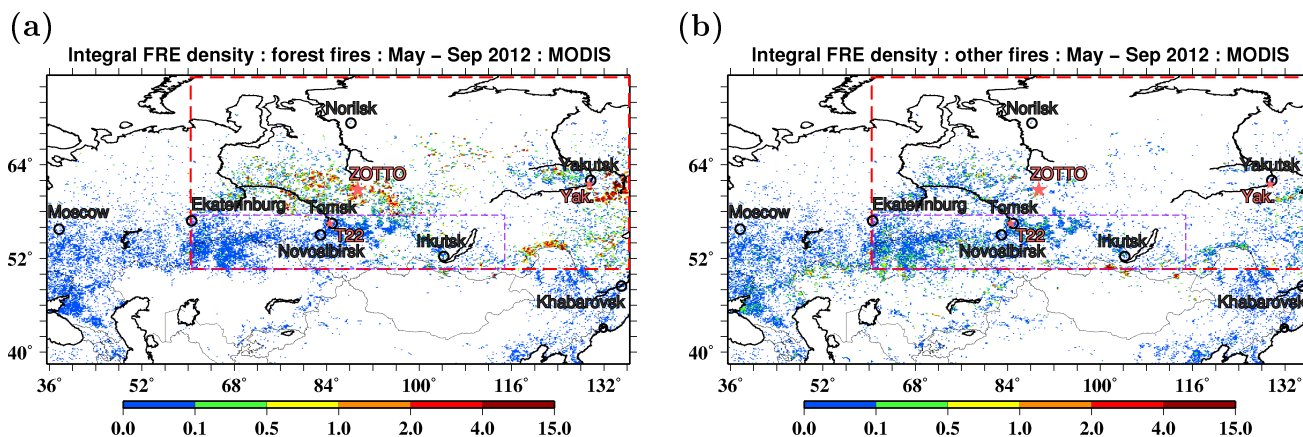 (a)
Integral FRE density : forest fires : May – Sep 2012 : MODIS
Norilsk
64°
Yakutsk
ZOTTO
Yak.
Moscow
Ekaterinburg
Tomsk
T22
Novosibirsk
Irkutsk
52°
Khabarovsk
40°
36° 52° 68° 84° 100° 116° 132°
0.0 0.1 0.5 1.0 2.0 4.0 15.0
(b)
Integral FRE density : other fires : May – Sep 2012 : MODIS
Norilsk
64°
Yakutsk
ZOTTO
Yak.
Moscow
Ekaterinburg
Tomsk
T22
Novosibirsk
Irkutsk
52°
Khabarovsk
40°
36° 52° 68° 84° 100° 116° 132°
0.0 0.1 0.5 1.0 2.0 4.0 15.0